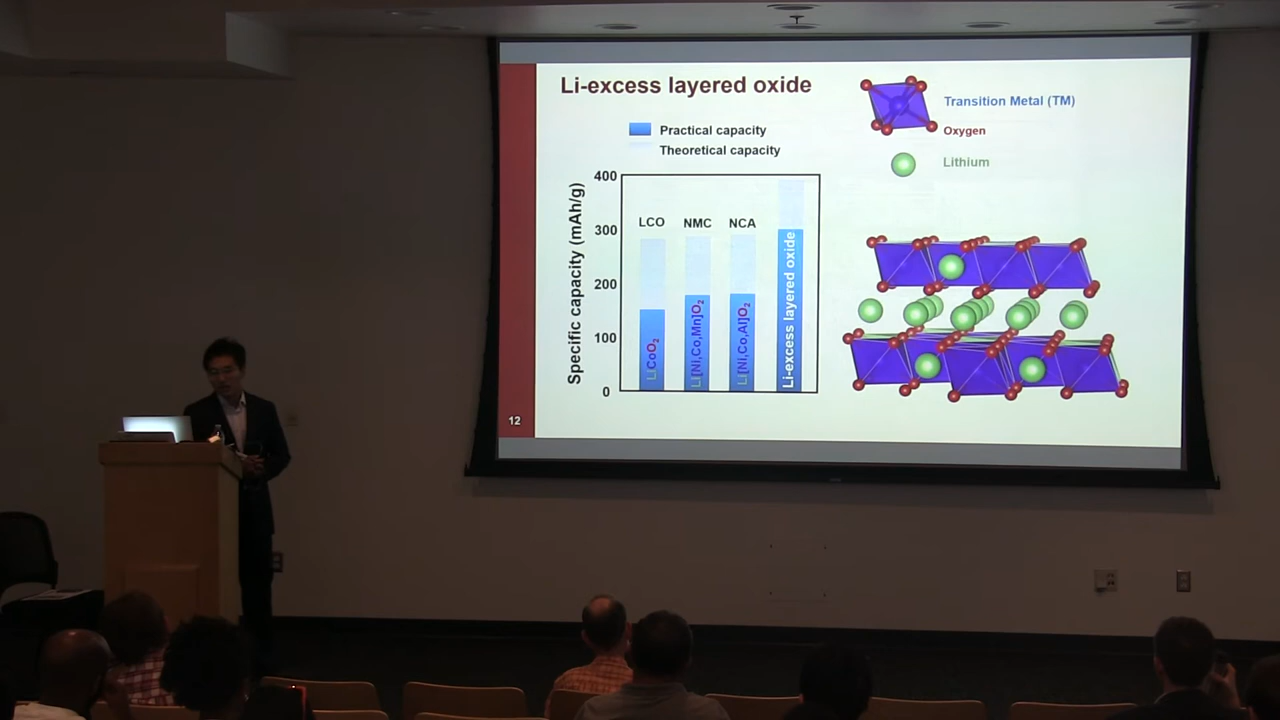 Li-excess layered oxide
Practical capacity
Theoretical capacity
Specific capacity (mAh/g)
400
300
200
100
0
LCO
NMC
NCA
LiCoO₂
Li[Ni,Co,Mn]O₂
Li[Ni,Co,Al]O₂
Li-excess layered oxide
Transition Metal (TM)
Oxygen
Lithium
12